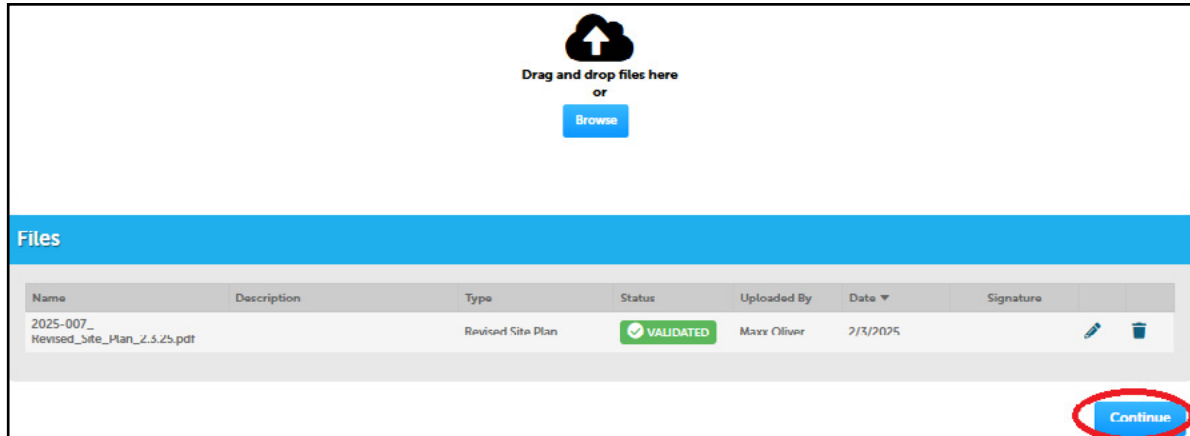 Drag and drop files here
or
Browse
Files
Name Description Type Status Uploaded By Date ▼ Signature
2025-007_ Revised Site Plan VALIDATED Maxx Oliver 2/3/2025
Revised_Site_Plan_2.3.25.pdf
Continue